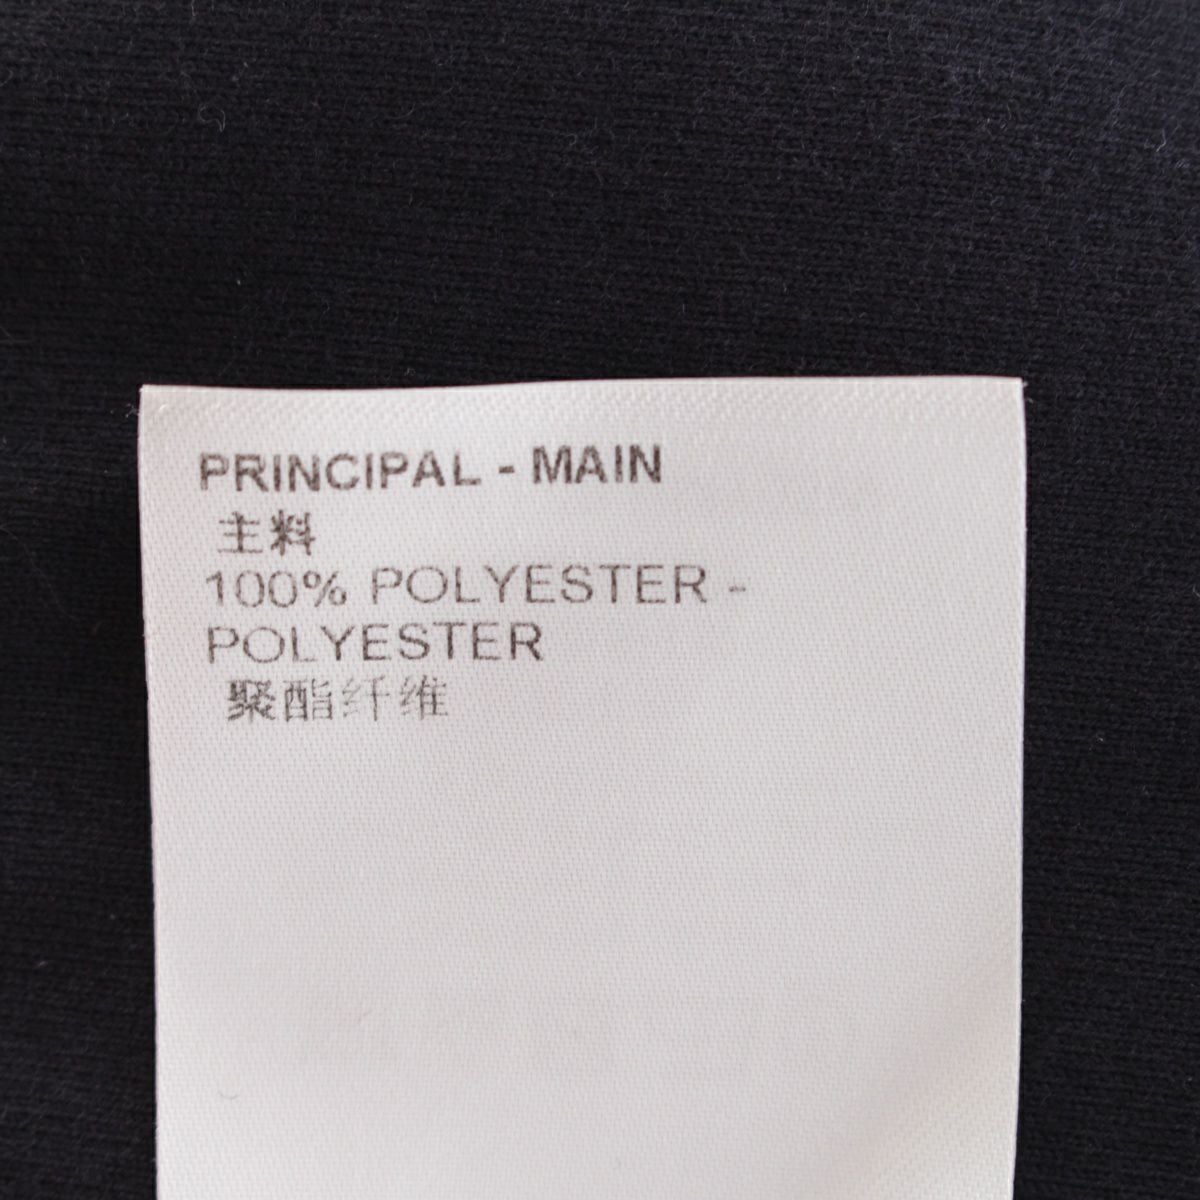 PRINCIPAL - MAIN
主料
100% POLYESTER -
POLYESTER
聚酯纤维